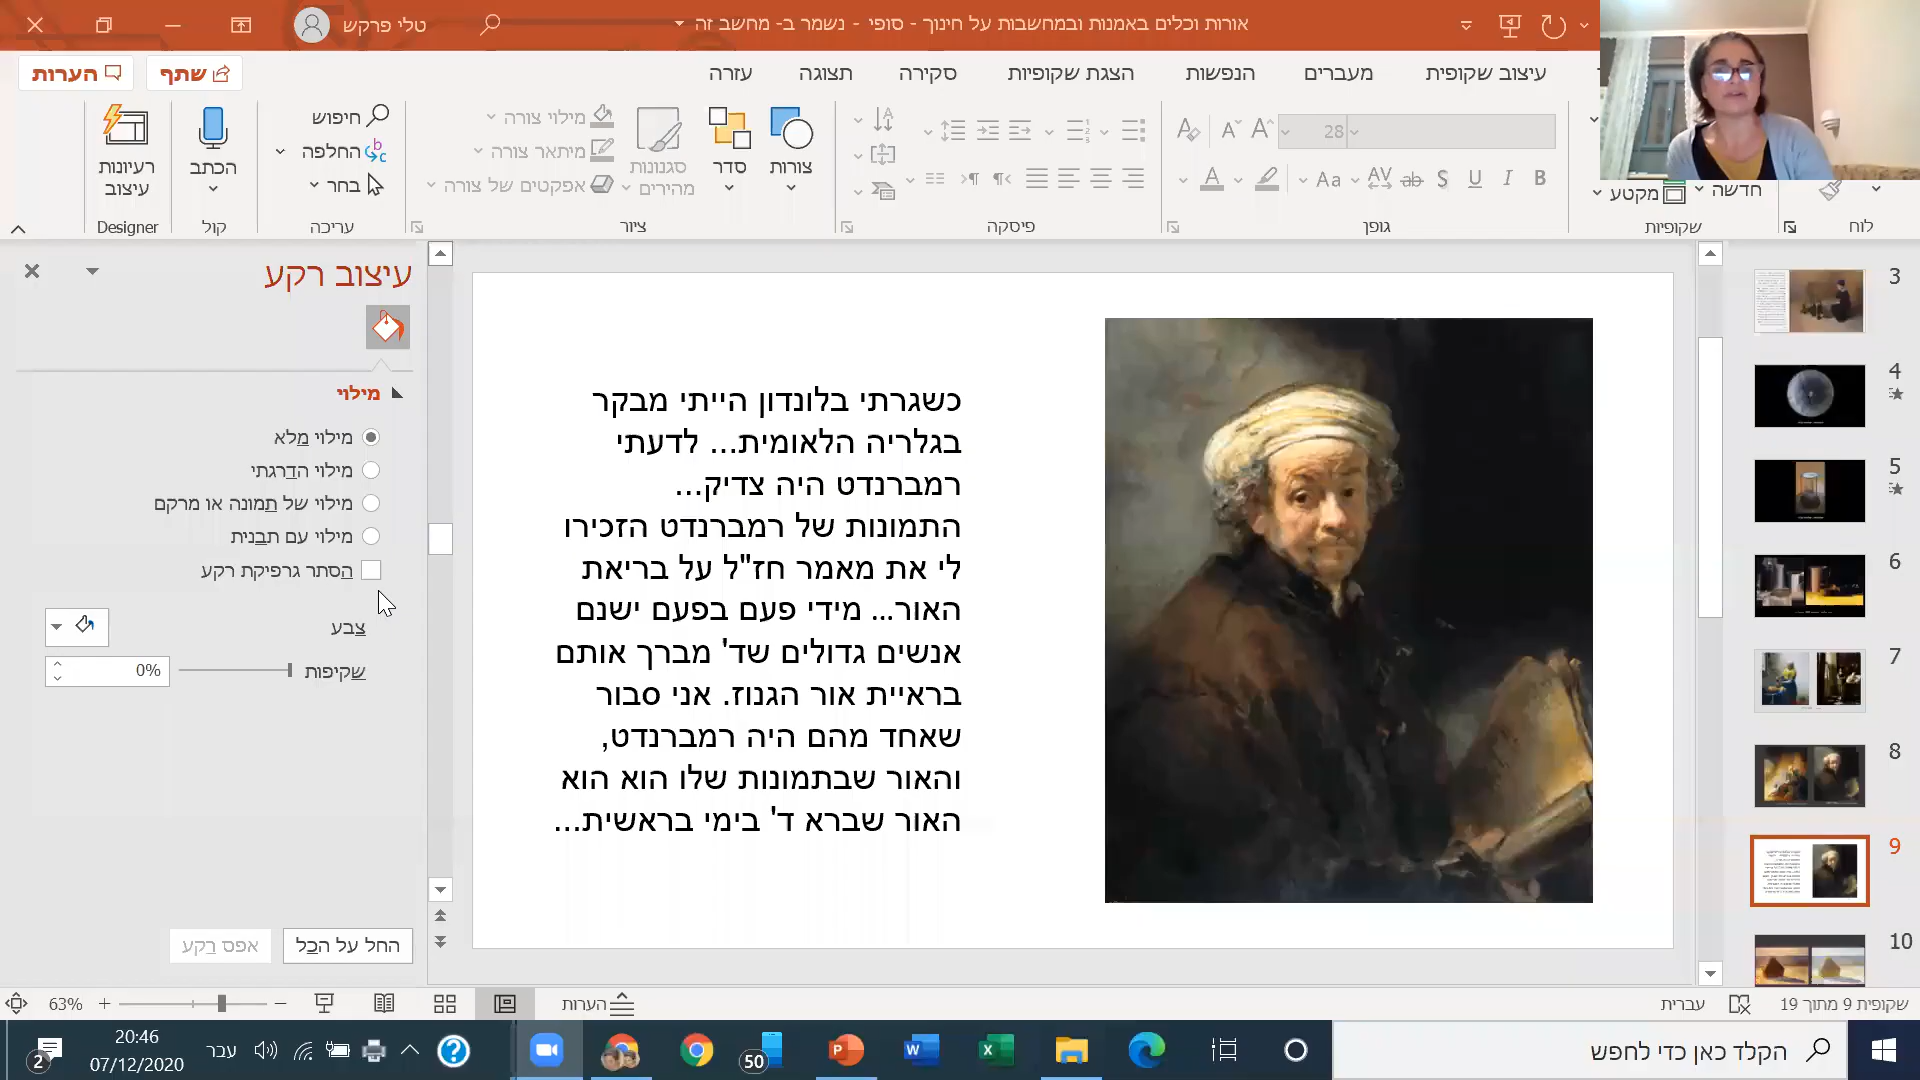 אורות וכלים באמנות ובמחשבות על חינוך - סופי - נשמר ב- מחשב זה
טלי פרקש
עיצוב שקופית
מעברים
הנפשות
הצגת שקופיות
סקירה
תצוגה
עזרה
שתף
הערות
חדשה
מקטע
לוח
שקופיות
28
B I U S ab AV Aa
גופן
פיסקה
צורות
סדר
סגנונות
מהירים
מילוי צורה
מיתאר צורה
אפקטים של צורה
ציור
חיפוש
החלפה
בחר
עריכה
הכתב
קול
רעיונות
עיצוב
Designer
3
4
5
6
7
8
9
10
כשגרתי בלונדון הייתי מבקר
בגלריה הלאומית... לדעתי
רמברנדט היה צדיק...
התמונות של רמברנדט הזכירו
לי את מאמר חז"ל על בריאת
האור... מידי פעם בפעם ישנם
אנשים גדולים שד' מברך אותם
בראיית אור הגנוז. אני סבור
שאחד מהם היה רמברנדט,
והאור שבתמונות שלו הוא הוא
האור שברא ד' בימי בראשית...
עיצוב רקע
מילוי
מילוי מלא
מילוי הדרגתי
מילוי של תמונה או מרקם
מילוי עם תבנית
הסתר גרפיקת רקע
צבע
שקיפות
0%
החל על הכל
אפס רקע
שקופית 9 מתוך 19
עברית
הערות
63%
הקלד כאן כדי לחפש
50
עבר
20:46
07/12/2020
2